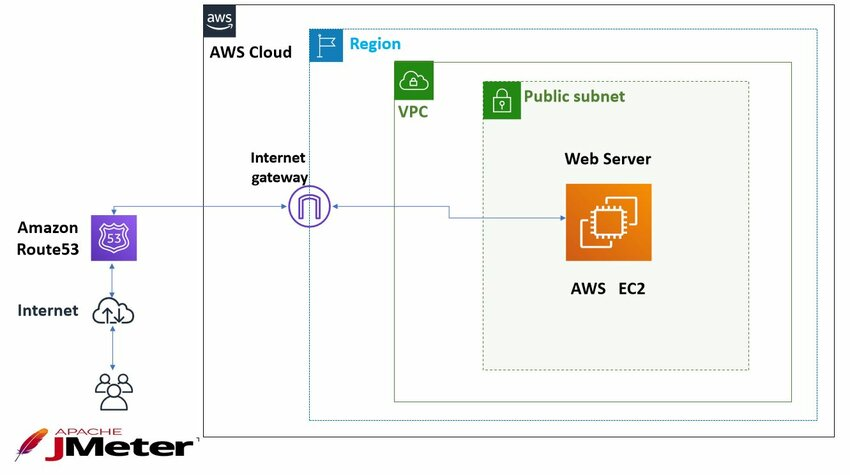 aws
AWS Cloud
Region
VPC
Public subnet
Internet
gateway
Web Server
AWS EC2
Amazon
Route53
53
Internet
APACHE
JMeter